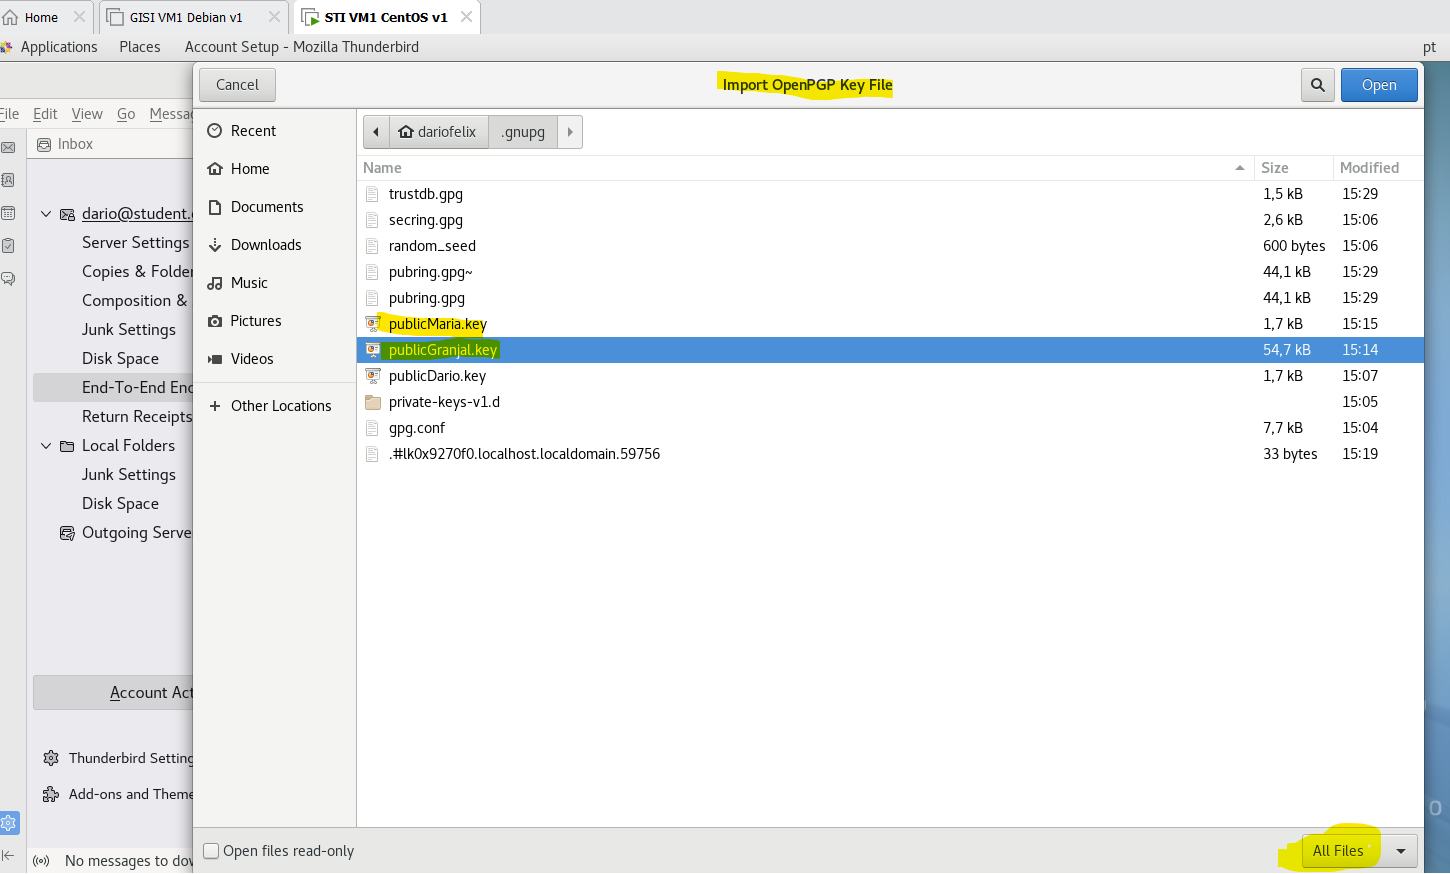 Home
GISI VM1 Debian v1
STI VM1 CentOS v1
Applications Places Account Setup - Mozilla Thunderbird pt
Cancel Import OpenPGP Key File Open
File Edit View Go Messa
Inbox
dario@student.
Server Settings
Copies & Folde
Composition &
Junk Settings
Disk Space
End-To-End Enc
Return Receipts
Local Folders
Junk Settings
Disk Space
Outgoing Serve
Account Act
Thunderbird Setting
Add-ons and Theme
No messages to dow
Recent
Home
Documents
Downloads
Music
Pictures
Videos
Other Locations
dariofelix .gnupg
Name Size Modified
trustdb.gpg 1,5 kB 15:29
secring.gpg 2,6 kB 15:06
random_seed 600 bytes 15:06
pubring.gpg~ 44,1 kB 15:29
pubring.gpg 44,1 kB 15:29
publicMaria.key 1,7 kB 15:15
publicGranjal.key 54,7 kB 15:14
publicDario.key 1,7 kB 15:07
private-keys-v1.d 15:05
gpg.conf 7,7 kB 15:04
.#lk0x9270f0.localhost.localdomain.59756 33 bytes 15:19
Open files read-only
All Files